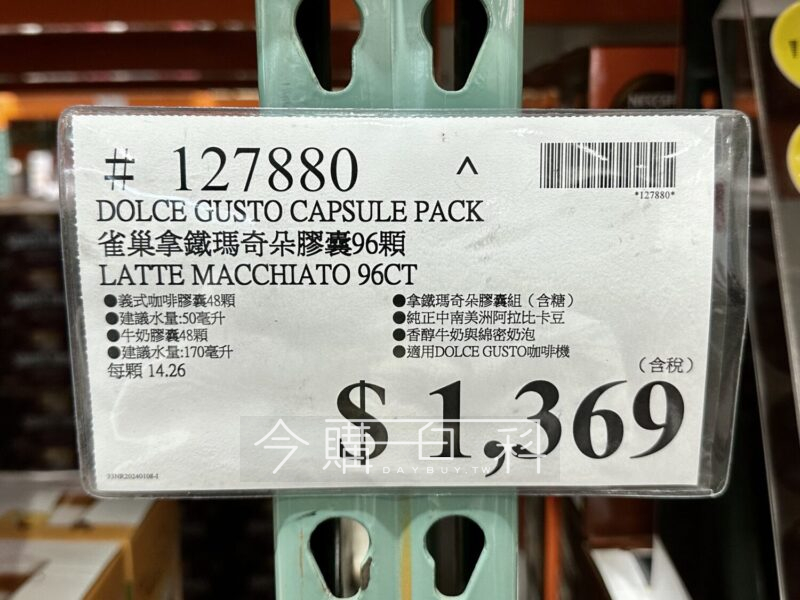 # 127880 ^
*127880*
DOLCE GUSTO CAPSULE PACK
雀巢拿鐵瑪奇朵膠囊96顆
LATTE MACCHIATO 96CT
●義式咖啡膠囊48顆
●建議水量:50毫升
●牛奶膠囊48顆
●建議水量:170毫升
每顆 14.26
●拿鐵瑪奇朵膠囊組（含糖）
●純正中南美洲阿拉比卡豆
●香醇牛奶與綿密奶泡
●適用DOLCE GUSTO咖啡機
（含稅）
$ 1,369
今購百科
DAYBUY.TW